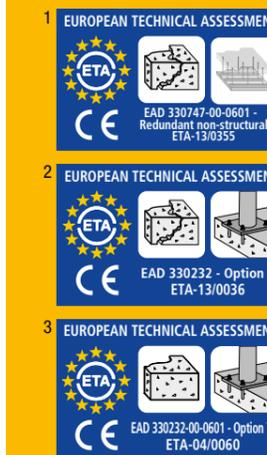 1 EUROPEAN TECHNICAL ASSESSMEN
ETA
CE
EAD 330747-00-0601 -
Redundant non-structural
ETA-13/0355
2 EUROPEAN TECHNICAL ASSESSMEN
ETA
CE
EAD 330232 - Option
ETA-13/0036
3 EUROPEAN TECHNICAL ASSESSMEN
ETA
CE
EAD 330232-00-0601 - Option
ETA-04/0060